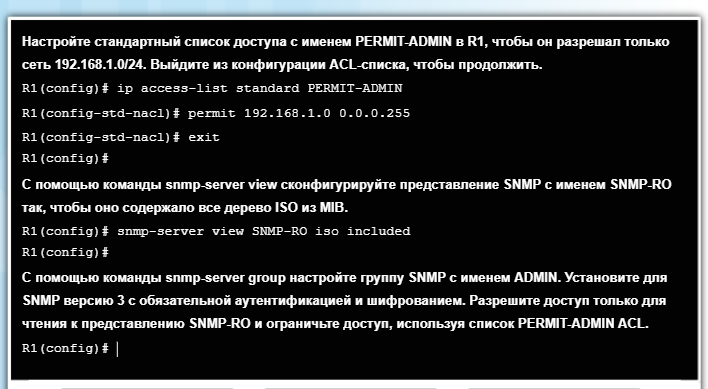 Настройте стандартный список доступа с именем PERMIT-ADMIN в R1, чтобы он разрешал только
сеть 192.168.1.0/24. Выйдите из конфигурации ACL-списка, чтобы продолжить.
R1(config)# ip access-list standard PERMIT-ADMIN
R1(config-std-nacl)# permit 192.168.1.0 0.0.0.255
R1(config-std-nacl)# exit
R1(config)#
С помощью команды snmp-server view сконфигурируйте представление SNMP с именем SNMP-RO
так, чтобы оно содержало все дерево ISO из MIB.
R1(config)# snmp-server view SNMP-RO iso included
R1(config)#
С помощью команды snmp-server group настройте группу SNMP с именем ADMIN. Установите для
SNMP версию 3 с обязательной аутентификацией и шифрованием. Разрешите доступ только для
чтения к представлению SNMP-RO и ограничьте доступ, используя список PERMIT-ADMIN ACL.
R1(config)#